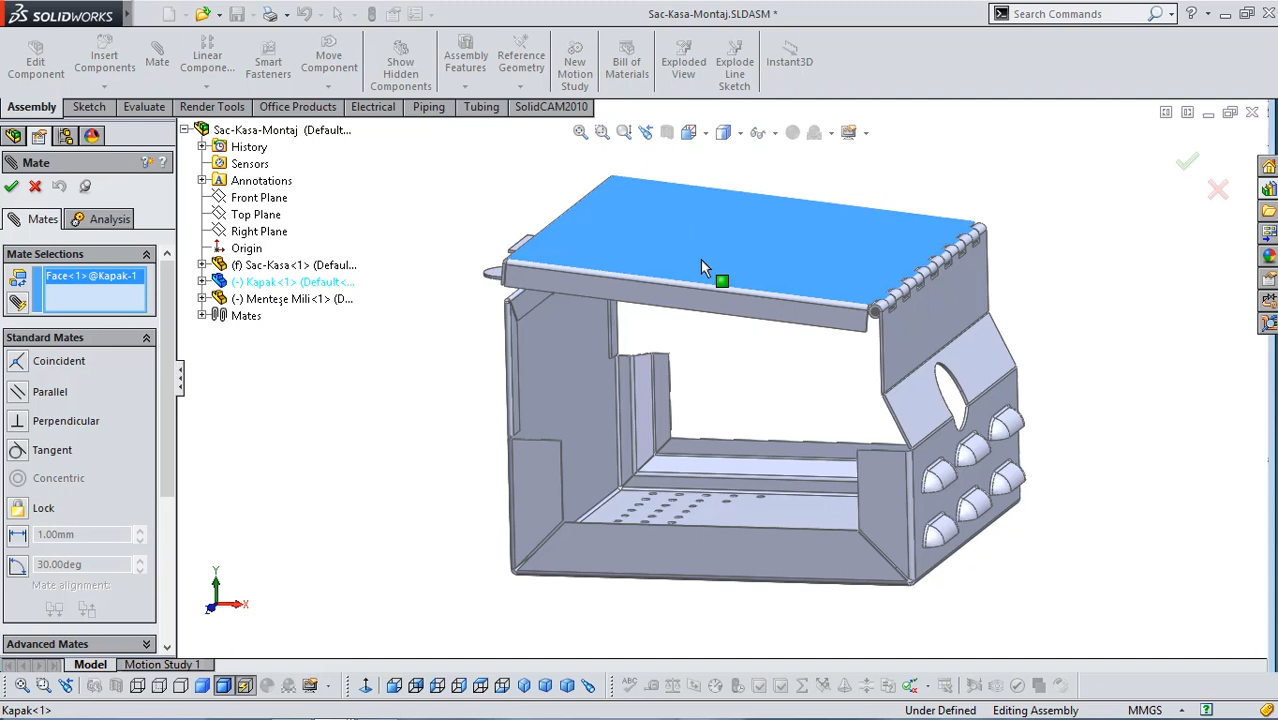 SOLIDWORKS
Sac-Kasa-Montaj.SLDASM *
Search Commands
Edit Component
Insert Components
Mate
Linear Compone...
Smart Fasteners
Move Component
Show Hidden Components
Assembly Features
Reference Geometry
New Motion Study
Bill of Materials
Exploded View
Explode Line Sketch
Instant3D
Assembly
Sketch
Evaluate
Render Tools
Office Products
Electrical
Piping
Tubing
SolidCAM2010
Mate
Mates
Analysis
Mate Selections
Face<1>@Kapak-1
Standard Mates
Coincident
Parallel
Perpendicular
Tangent
Concentric
Lock
1.00mm
30.00deg
Mate alignment:
Advanced Mates
Sac-Kasa-Montaj (Default...
History
Sensors
Annotations
Front Plane
Top Plane
Right Plane
Origin
(f) Sac-Kasa<1> (Defaul...
(-) Kapak<1> (Default<...
(-) Menteşe Mili<1> (D...
Mates
Y
X
Z
Model
Motion Study 1
Kapak<1>
Under Defined
Editing Assembly
MMGS